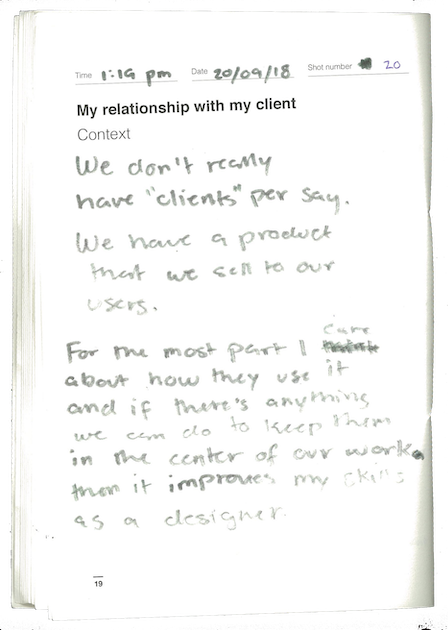 Time 1:19 pm Date 20/09/18 Shot number 20
My relationship with my client
Context
We don't really
have "clients" per say.
We have a product
that we sell to our
users.
For the most part I care
about how they use it
and if there's anything
we can do to keep them
in the center of our work,
then it improves my skills
as a designer.
19